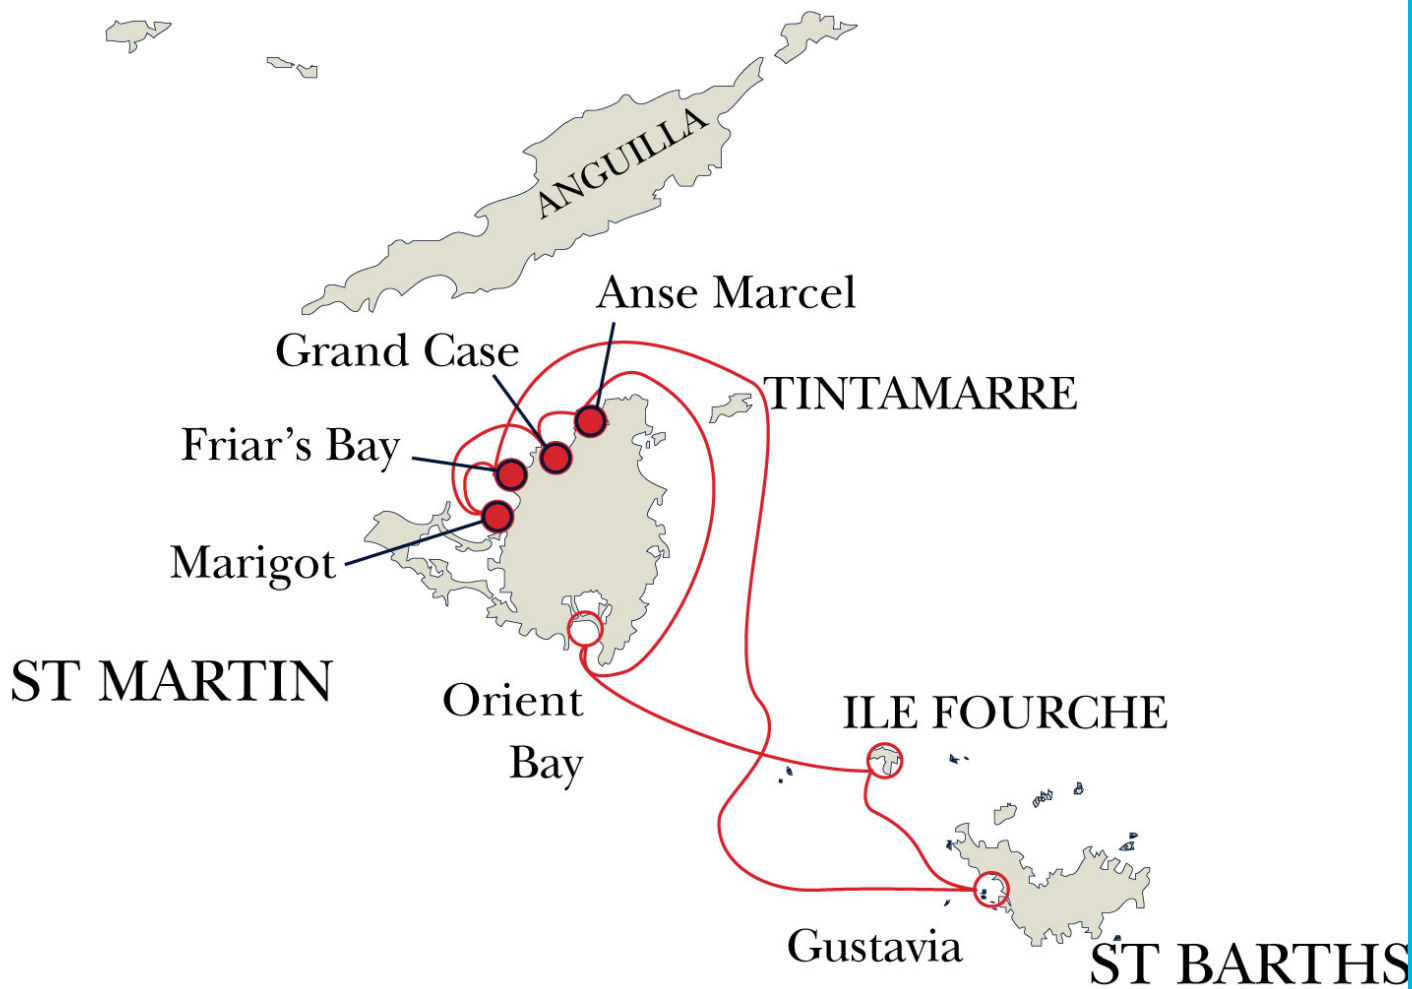 ANGUILLA
Anse Marcel
Grand Case
TINTAMARRE
Friar’s Bay
Marigot
ST MARTIN
Orient
Bay
ILE FOURCHE
Gustavia
ST BARTHS